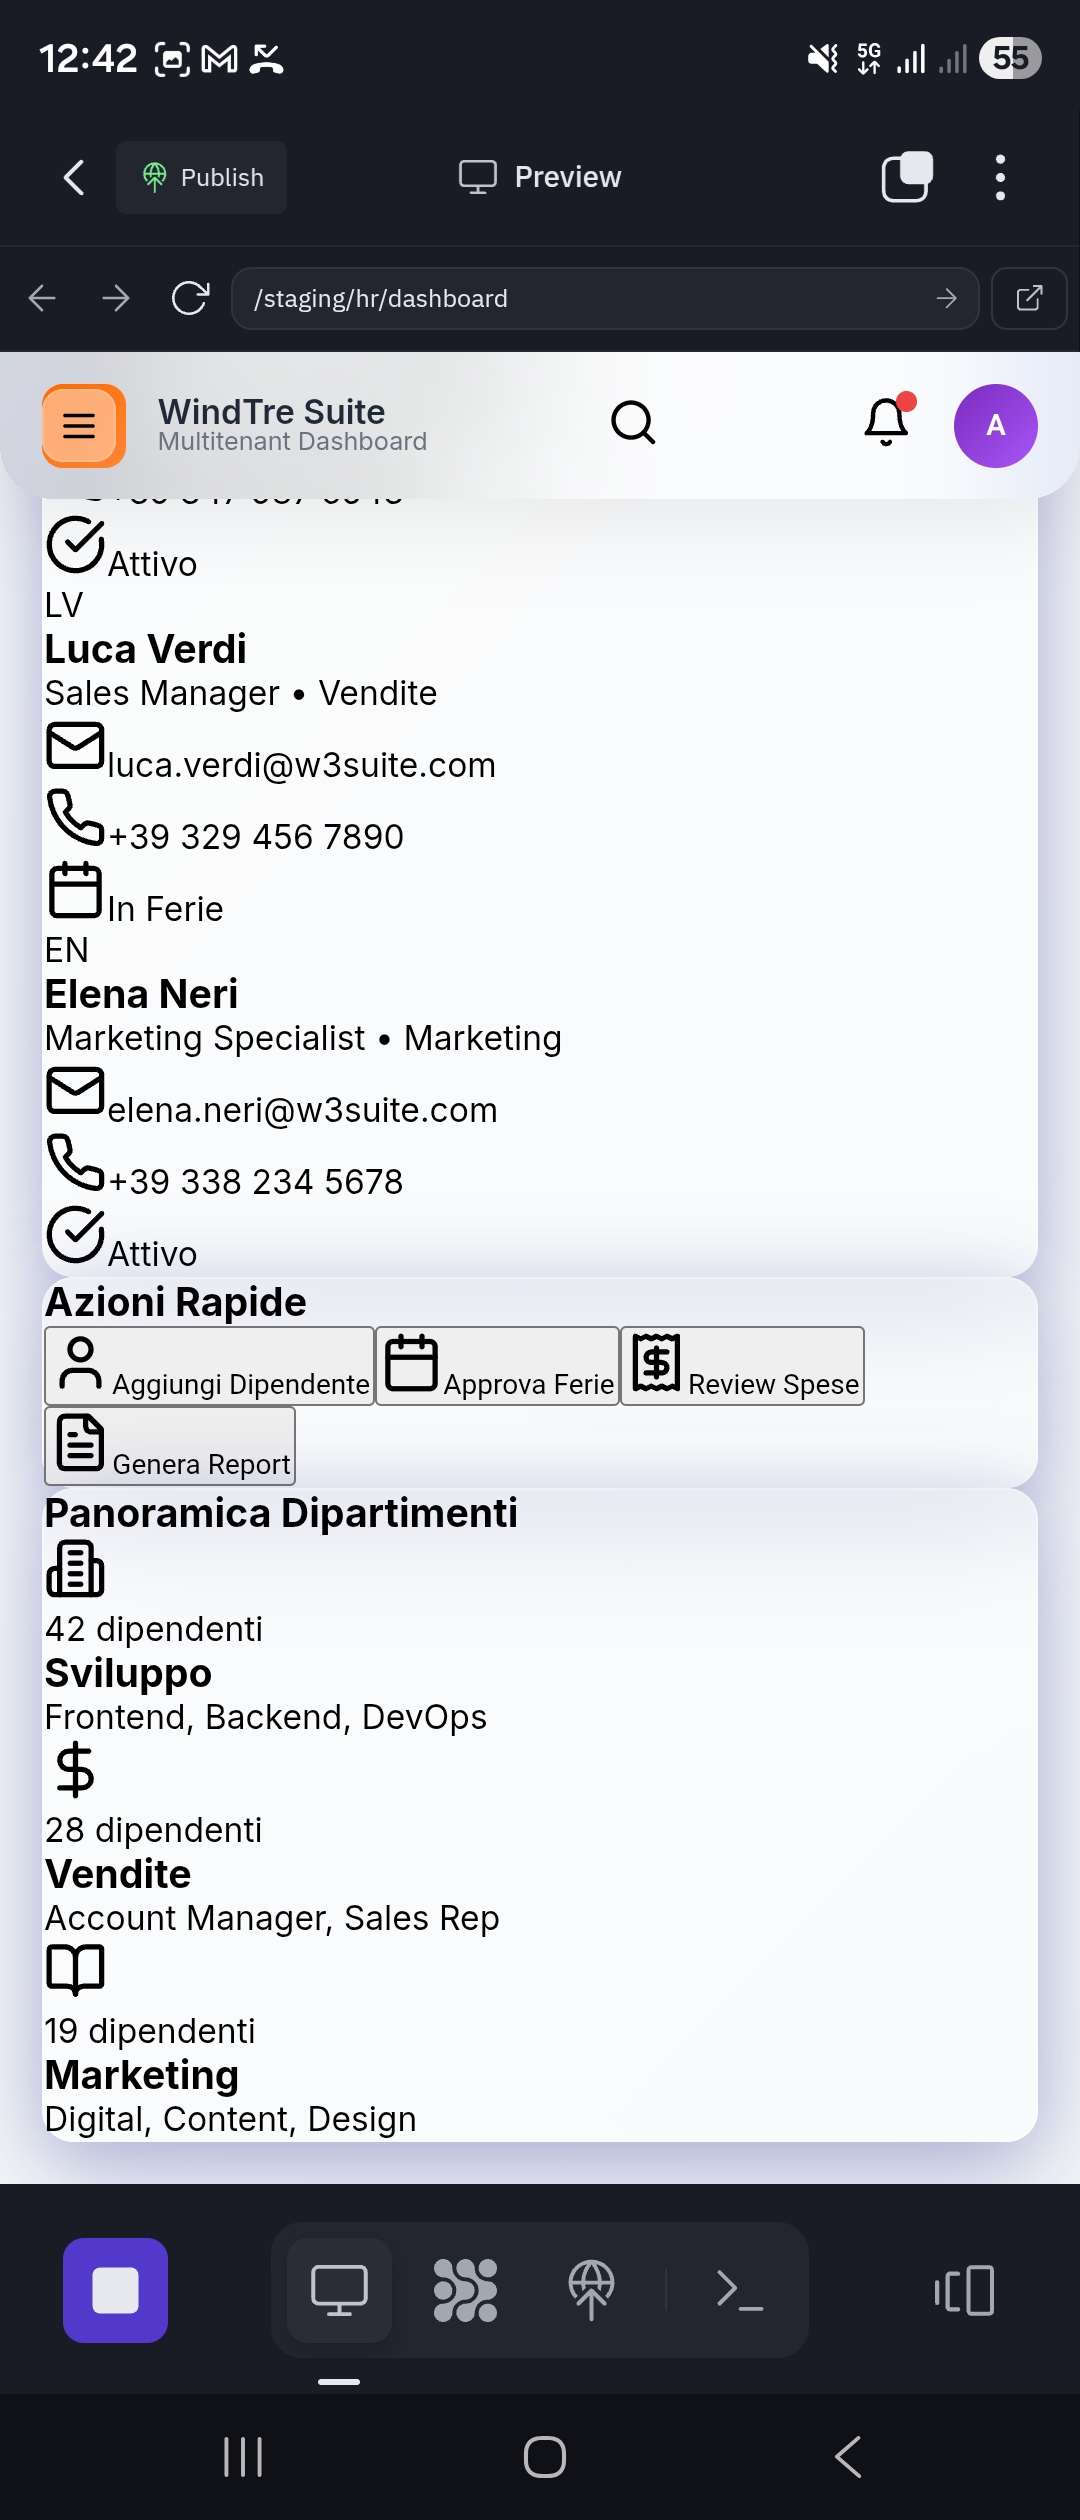 12:42
5G
55
Publish
Preview
/staging/hr/dashboard
WindTre Suite
Multitenant Dashboard
A
Attivo
LV
Luca Verdi
Sales Manager • Vendite
luca.verdi@w3suite.com
+39 329 456 7890
In Ferie
EN
Elena Neri
Marketing Specialist • Marketing
elena.neri@w3suite.com
+39 338 234 5678
Attivo
Azioni Rapide
Aggiungi Dipendente Approva Ferie Review Spese
Genera Report
Panoramica Dipartimenti
42 dipendenti
Sviluppo
Frontend, Backend, DevOps
28 dipendenti
Vendite
Account Manager, Sales Rep
19 dipendenti
Marketing
Digital, Content, Design